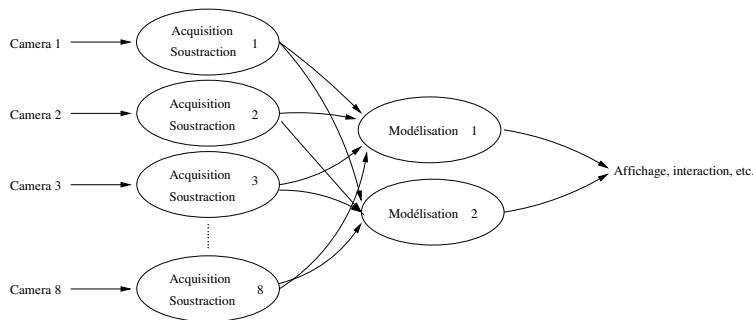 Camera 1
Acquisition
Soustraction 1
Camera 2
Acquisition
Soustraction 2
Camera 3
Acquisition
Soustraction 3
Camera 8
Acquisition
Soustraction 8
Modélisation 1
Modélisation 2
Affichage, interaction, etc.